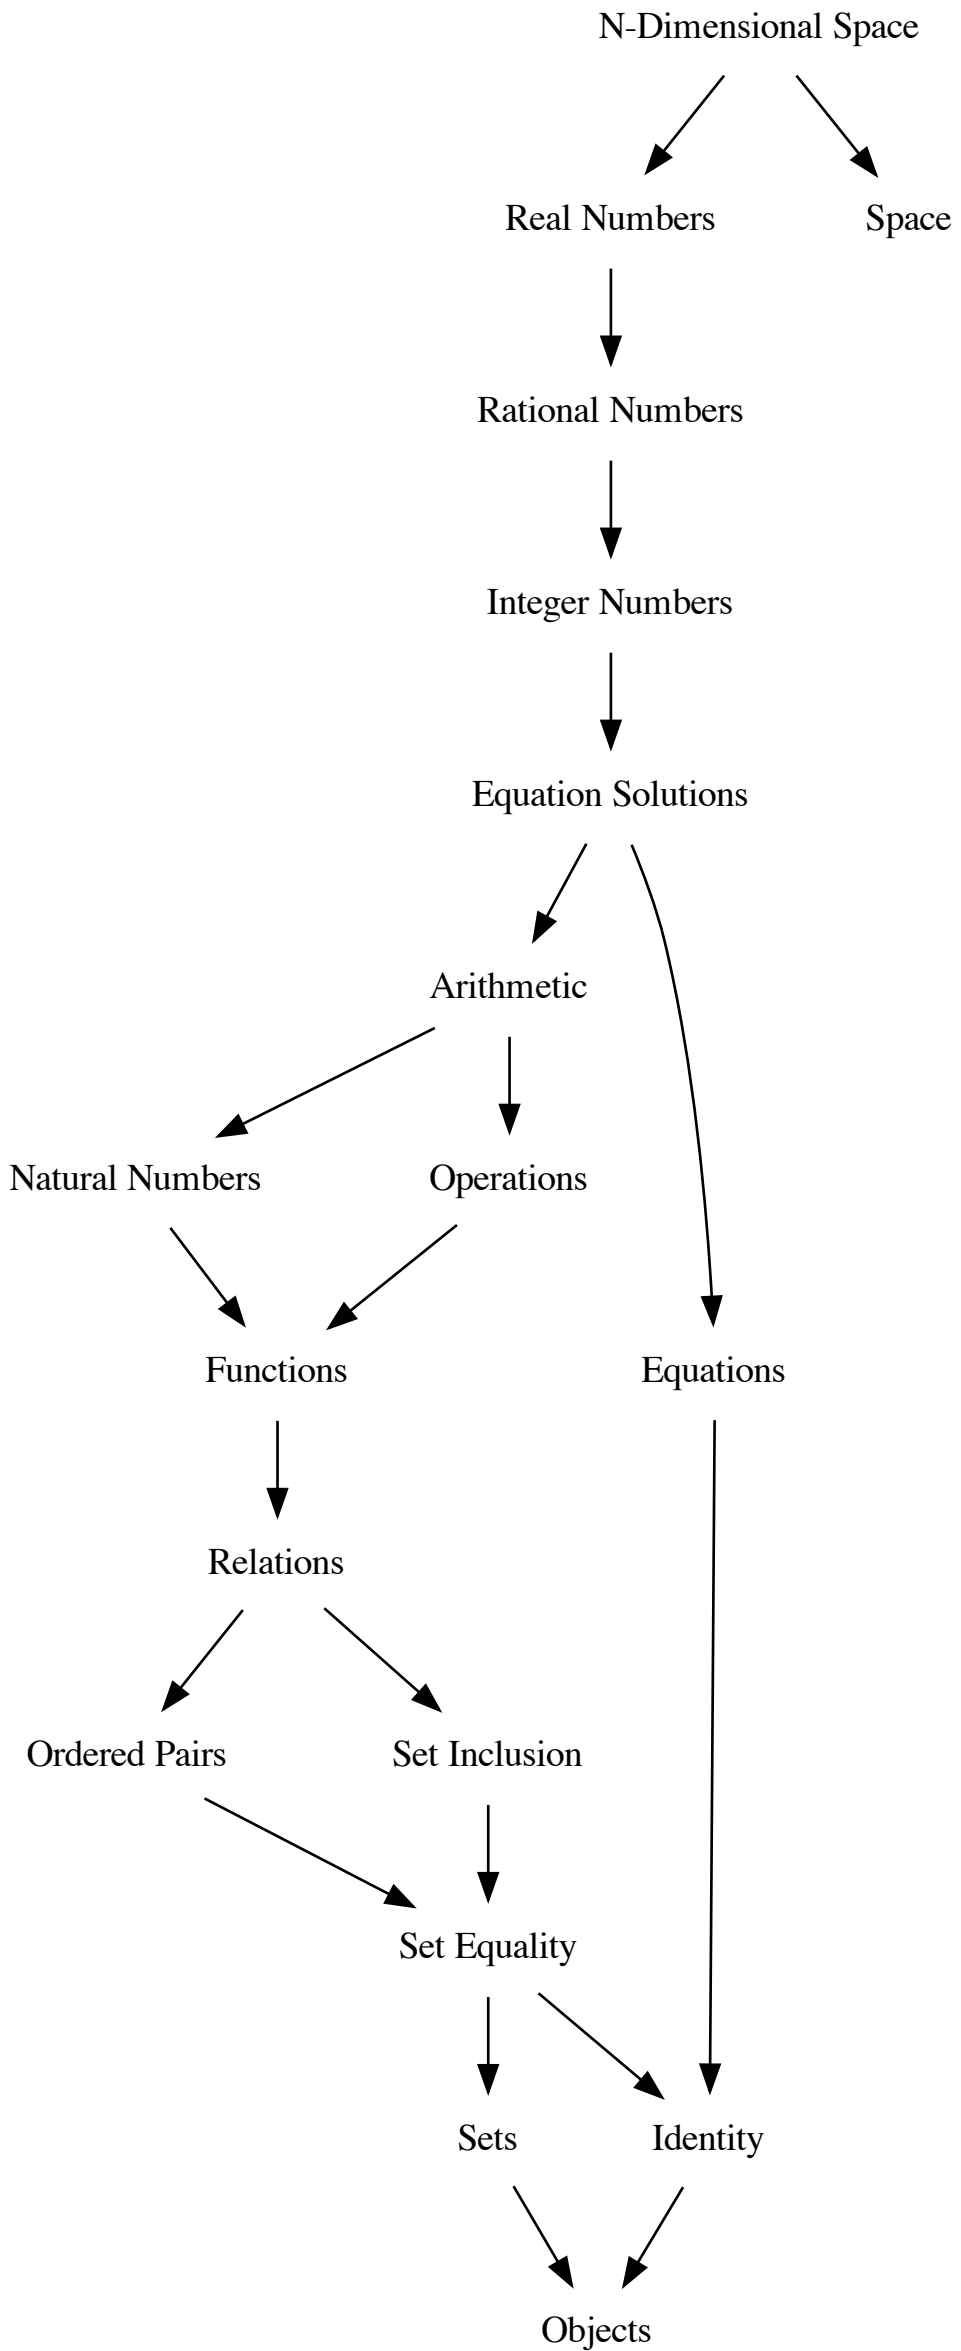 N-Dimensional Space
Real Numbers
Space
Rational Numbers
Integer Numbers
Equation Solutions
Arithmetic
Natural Numbers
Operations
Functions
Equations
Relations
Ordered Pairs
Set Inclusion
Set Equality
Sets
Identity
Objects